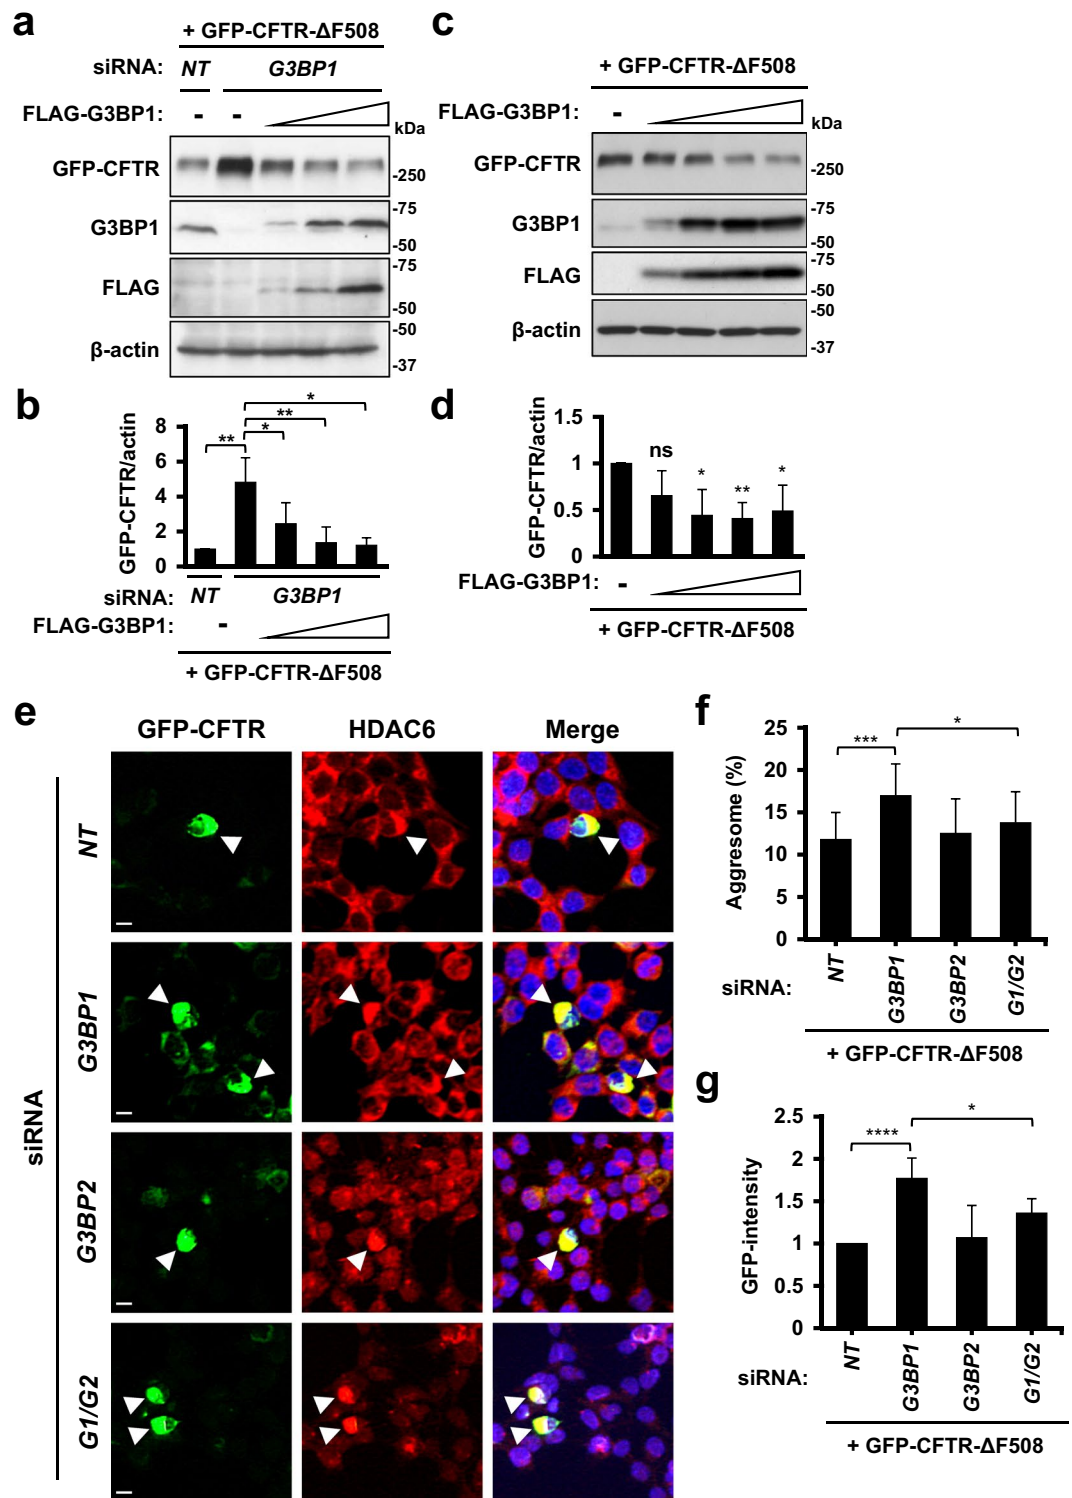 a
+ GFP-CFTR-ΔF508
siRNA: NT G3BP1
FLAG-G3BP1: - -
kDa
GFP-CFTR
-250
G3BP1
-75
-50
FLAG
-75
-50
β-actin
-50
-37
c
+ GFP-CFTR-ΔF508
FLAG-G3BP1: -
kDa
GFP-CFTR
-250
G3BP1
-75
-50
FLAG
-75
-50
β-actin
-50
-37
b
GFP-CFTR/actin
8
6
4
2
0
** * ** *
siRNA: NT G3BP1
FLAG-G3BP1: -
+ GFP-CFTR-ΔF508
d
GFP-CFTR/actin
1.5
1
0.5
0
ns * ** *
FLAG-G3BP1: -
+ GFP-CFTR-ΔF508
e
GFP-CFTR HDAC6 Merge
siRNA
NT
G3BP1
G3BP2
G1/G2
f
Aggresome (%)
25
20
15
10
5
0
*** *
siRNA: NT G3BP1 G3BP2 G1/G2
+ GFP-CFTR-ΔF508
g
GFP-intensity
2.5
2
1.5
1
0.5
0
**** *
siRNA: NT G3BP1 G3BP2 G1/G2
+ GFP-CFTR-ΔF508